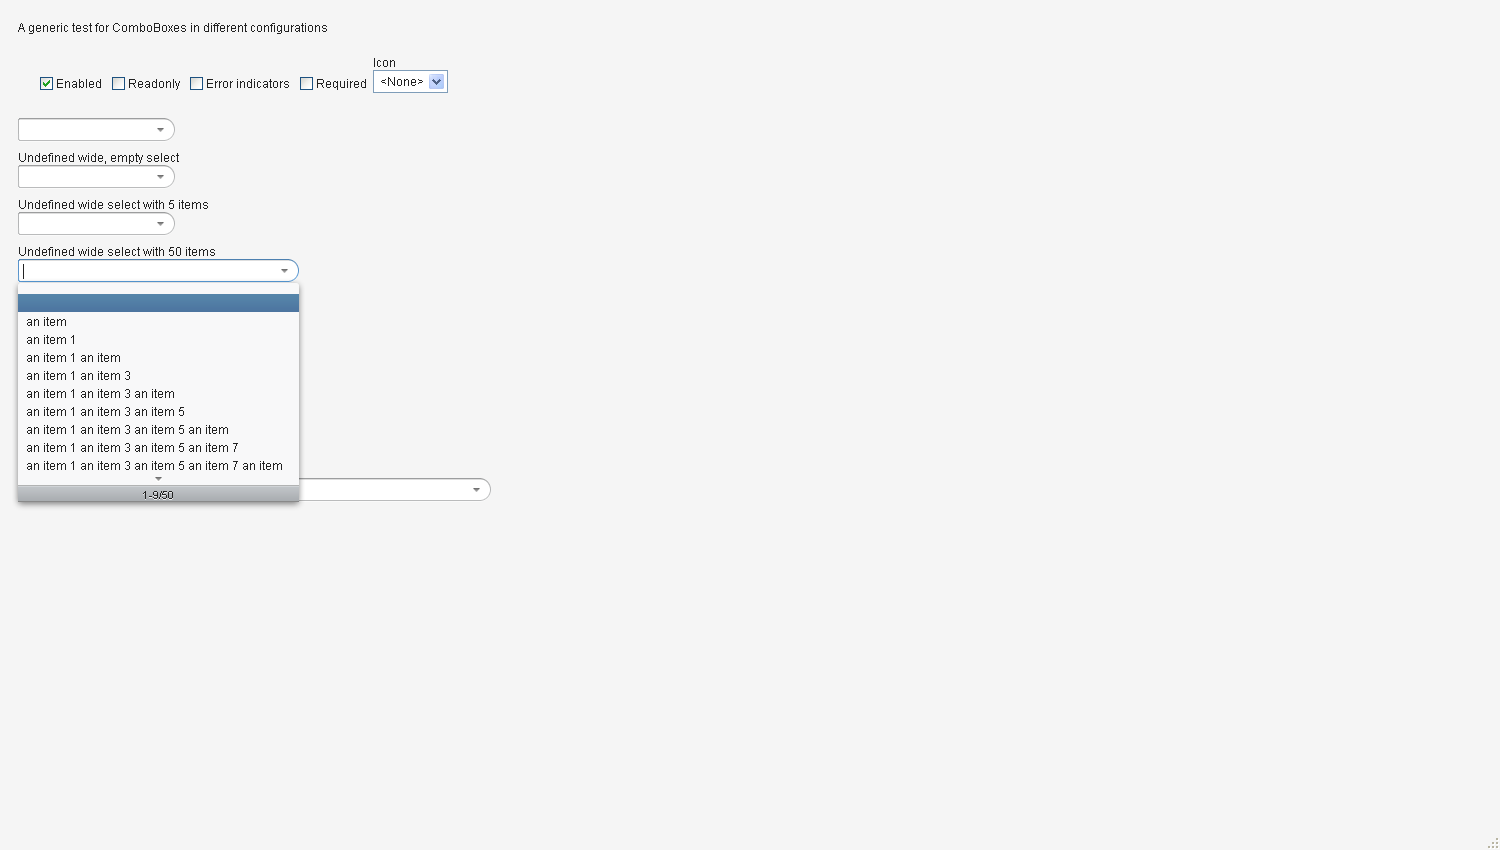 A generic test for ComboBoxes in different configurations
Icon
Enabled Readonly Error indicators Required <None>
Undefined wide, empty select
Undefined wide select with 5 items
Undefined wide select with 50 items
an item
an item 1
an item 1 an item
an item 1 an item 3
an item 1 an item 3 an item
an item 1 an item 3 an item 5
an item 1 an item 3 an item 5 an item
an item 1 an item 3 an item 5 an item 7
an item 1 an item 3 an item 5 an item 7 an item
1-9/50